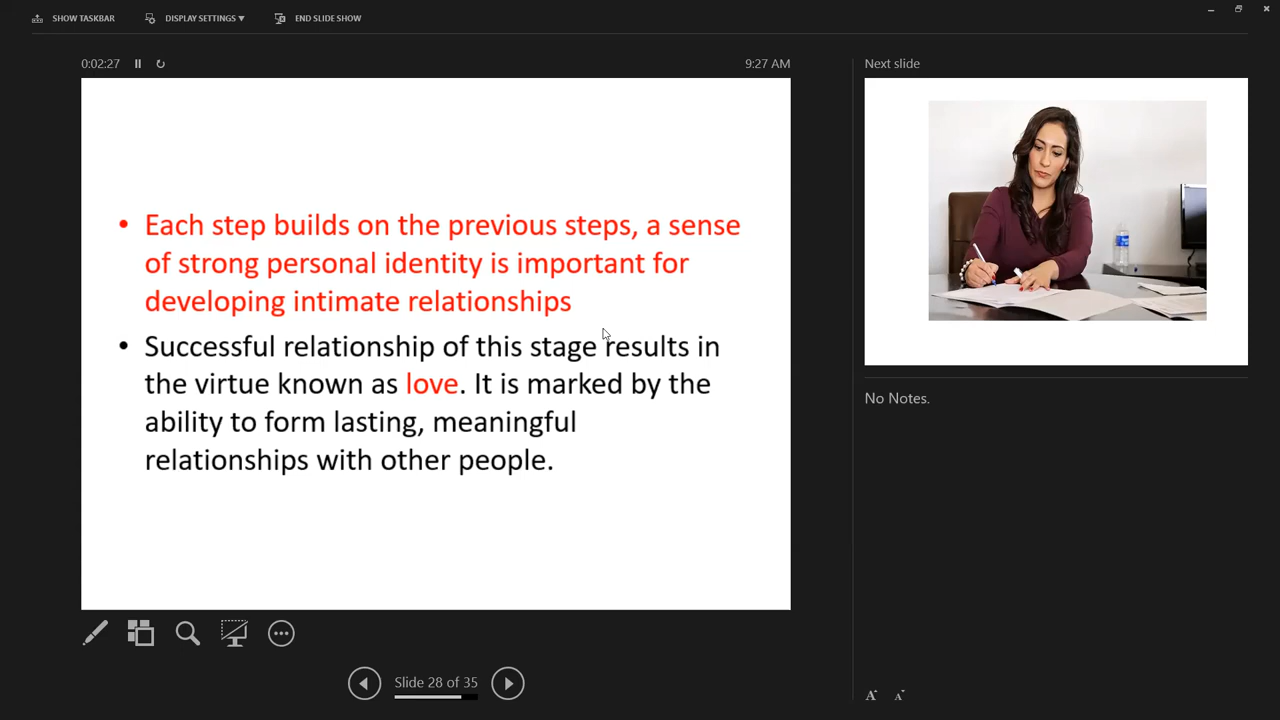 SHOW TASKBAR
DISPLAY SETTINGS ▼
END SLIDE SHOW
0:02:27
9:27 AM
Next slide
• Each step builds on the previous steps, a sense
of strong personal identity is important for
developing intimate relationships
• Successful relationship of this stage results in
the virtue known as love. It is marked by the
ability to form lasting, meaningful
relationships with other people.
No Notes.
Slide 28 of 35
A A